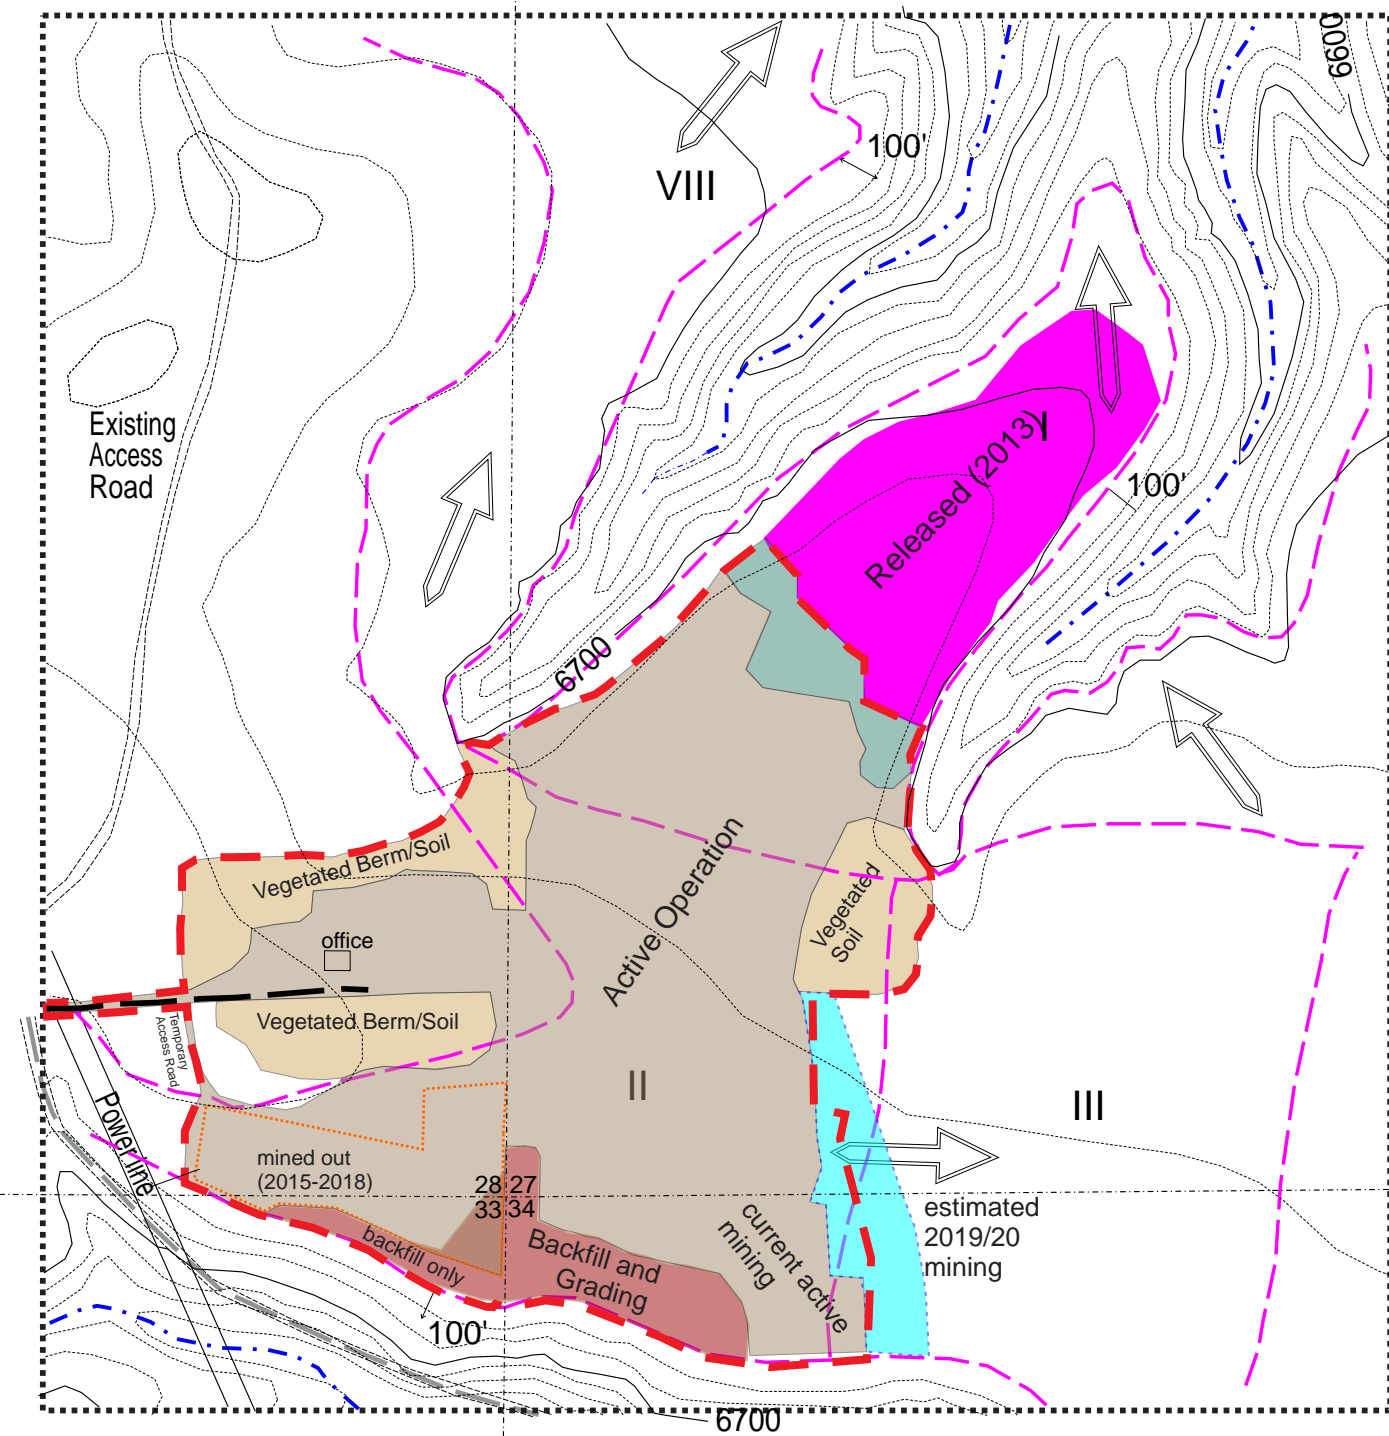 6600
100'
VIII
Existing
Access
Road
Released (2013)
I
100'
6700
Vegetated Berm/Soil
Active Operation
Vegetated
Soil
office
Vegetated Berm/Soil
Temporary
Access Road
Power line
II
III
mined out
(2015-2018)
28 27
33 34
estimated
2019/20
mining
current active
mining
backfill only
Backfill and
Grading
100'
6700